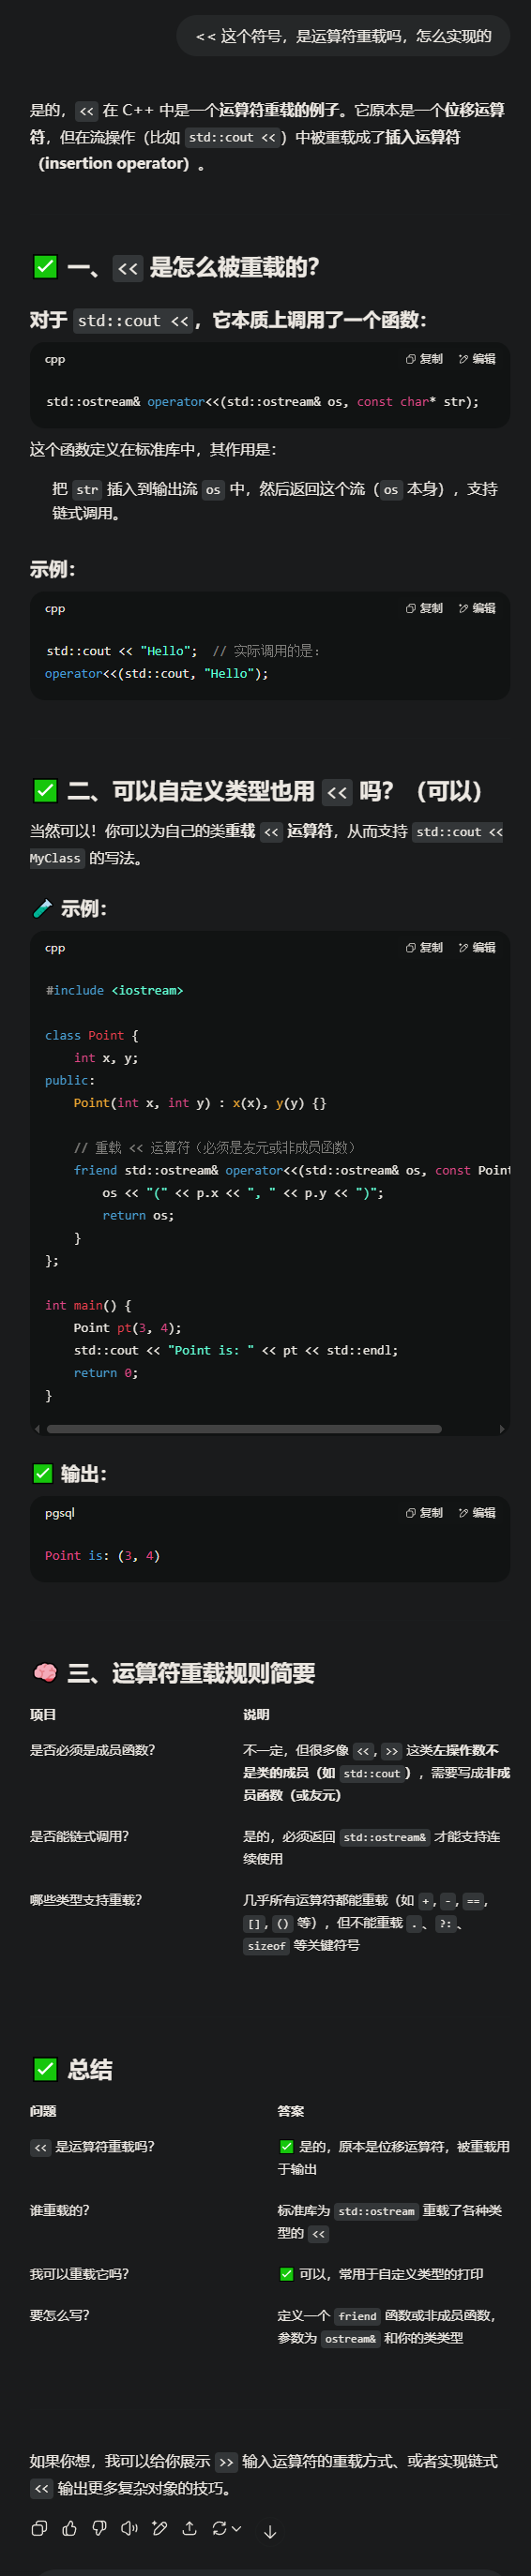 << 这个符号，是运算符重载吗，怎么实现的
是的，<< 在 C++ 中是一个运算符重载的例子。它原本是一个位移运算
符，但在流操作（比如 std::cout <<）中被重载成了插入运算符
（insertion operator）。
✅ 一、<< 是怎么被重载的？
对于 std::cout <<，它本质上调用了一个函数：
cpp 复制 编辑
std::ostream& operator<<(std::ostream& os, const char* str);
这个函数定义在标准库中，其作用是：
把 str 插入到输出流 os 中，然后返回这个流（os 本身），支持
链式调用。
示例：
cpp 复制 编辑
std::cout << "Hello";  // 实际调用的是：
operator<<(std::cout, "Hello");
✅ 二、可以自定义类型也用 << 吗？（可以）
当然可以！你可以为自己的类重载 << 运算符，从而支持 std::cout <<
MyClass 的写法。
🧪 示例：
cpp 复制 编辑
#include <iostream>
class Point {
    int x, y;
public:
    Point(int x, int y) : x(x), y(y) {}
    // 重载 << 运算符（必须是友元或非成员函数）
    friend std::ostream& operator<<(std::ostream& os, const Point
        os << "(" << p.x << ", " << p.y << ")";
        return os;
    }
};
int main() {
    Point pt(3, 4);
    std::cout << "Point is: " << pt << std::endl;
    return 0;
}
✅ 输出：
pgsql 复制 编辑
Point is: (3, 4)
🧠 三、运算符重载规则简要
项目 说明
是否必须是成员函数？ 不一定，但很多像 <<, >> 这类左操作数不
是类的成员（如 std::cout），需要写成非成
员函数（或友元）
是否能链式调用？ 是的，必须返回 std::ostream& 才能支持连
续使用
哪些类型支持重载？ 几乎所有运算符都能重载（如 +, -, ==,
[], () 等），但不能重载 .、?:、
sizeof 等关键符号
✅ 总结
问题 答案
<< 是运算符重载吗？ ✅ 是的，原本是位移运算符，被重载用
于输出
谁重载的？ 标准库为 std::ostream 重载了各种类
型的 <<
我可以重载它吗？ ✅ 可以，常用于自定义类型的打印
要怎么写？ 定义一个 friend 函数或非成员函数，
参数为 ostream& 和你的类类型
如果你想，我可以给你展示 >> 输入运算符的重载方式、或者实现链式
<< 输出更多复杂对象的技巧。